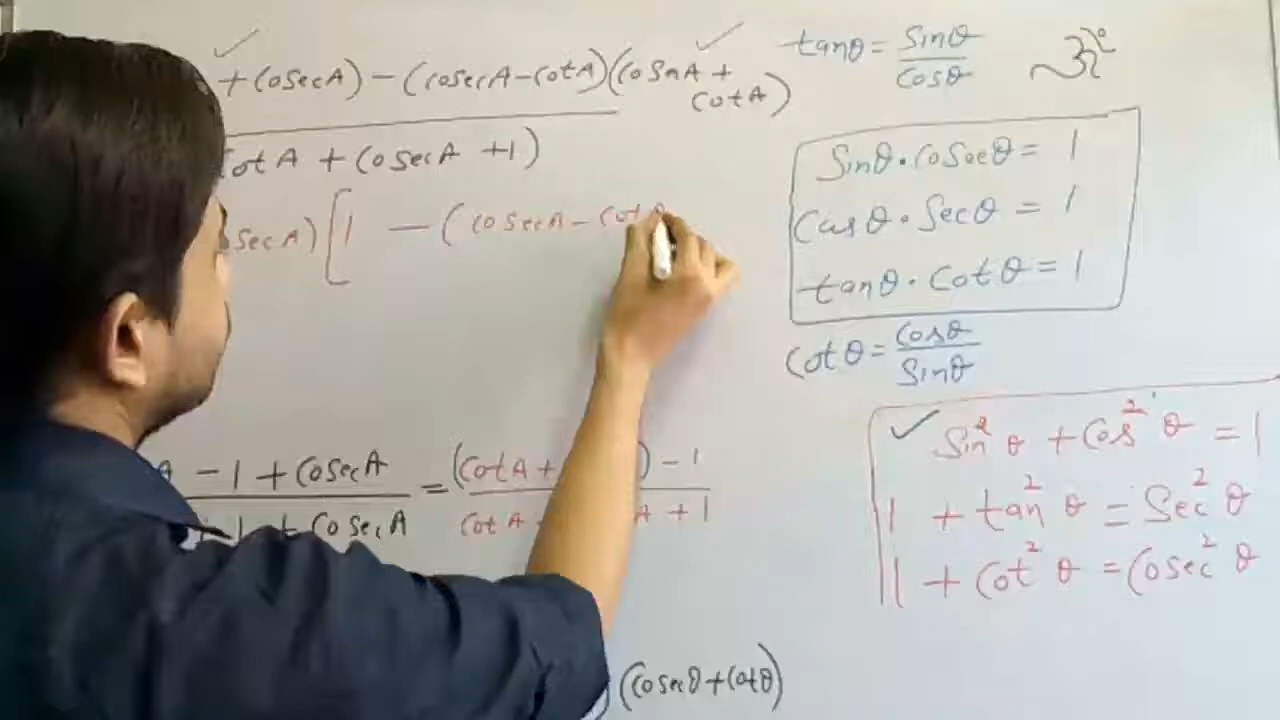 + CosecA) - (cosecA - CotA)(CosecA +
CotA)
CotA + CosecA + 1)
secA) [1 - (cosecA - Cot
- 1 + CosecA = (CotA + ) - 1
+ 1 + CosecA CotA A + 1
(Cosecθ + Cotθ)
tanθ = Sinθ
Cosθ
Sinθ . CoSecθ = 1
Cosθ . Secθ = 1
tanθ . Cotθ = 1
Cotθ = Cosθ
Sinθ
✓ Sin²θ + Cos²θ = 1
1 + tan²θ = Sec²θ
1 + Cot²θ = Cosec²θ